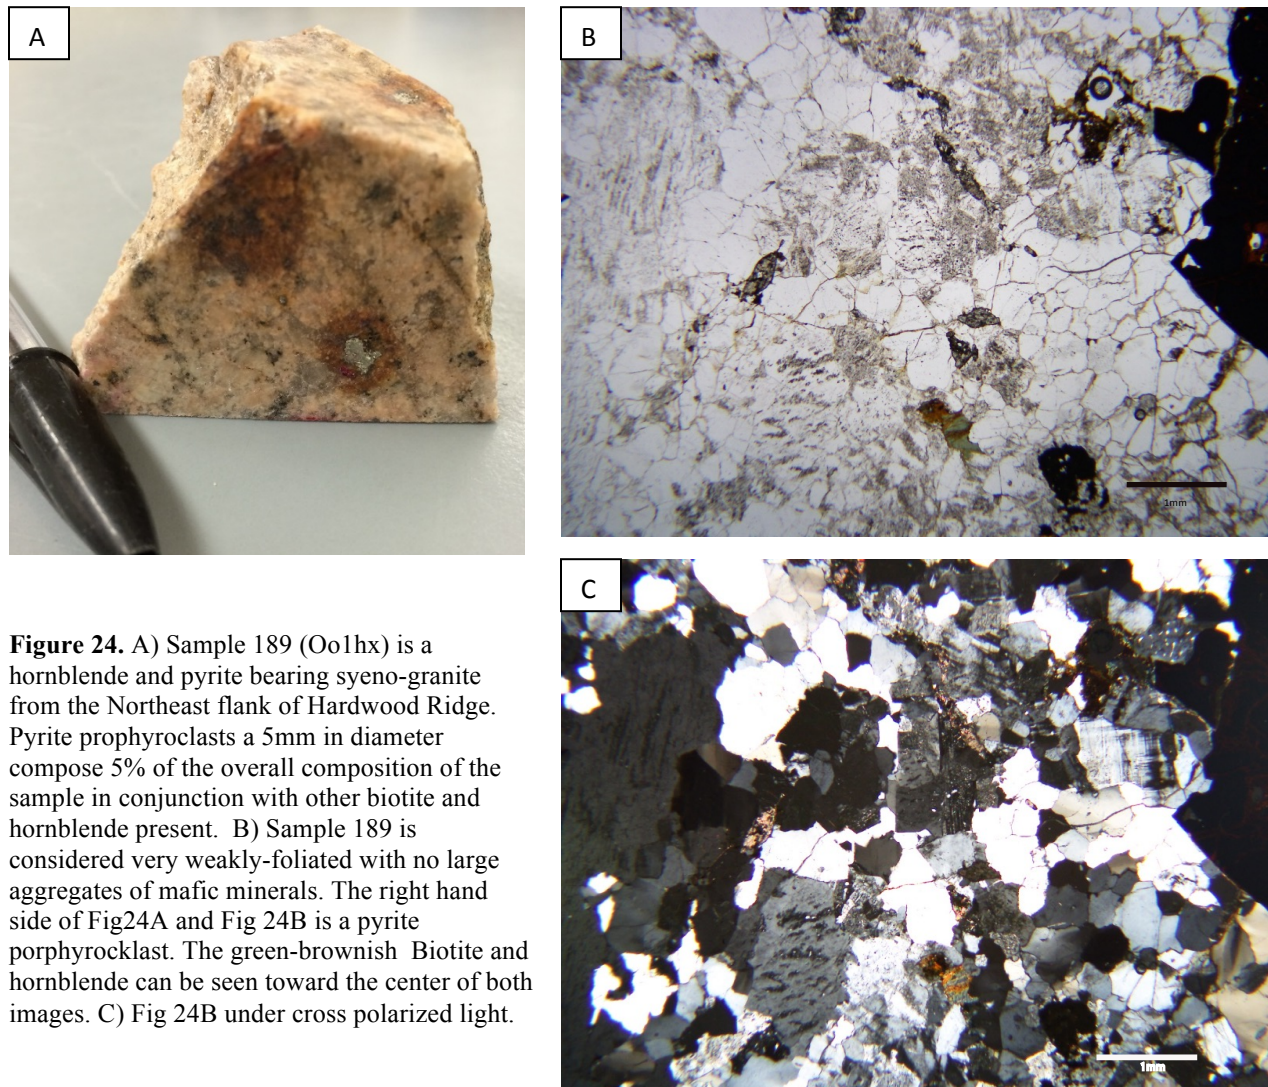 A
B
1mm
Figure 24. A) Sample 189 (Oo1hx) is a
hornblende and pyrite bearing syeno-granite
from the Northeast flank of Hardwood Ridge.
Pyrite prophyroclasts a 5mm in diameter
compose 5% of the overall composition of the
sample in conjunction with other biotite and
hornblende present.  B) Sample 189 is
considered very weakly-foliated with no large
aggregates of mafic minerals. The right hand
side of Fig24A and Fig 24B is a pyrite
porphyrocklast. The green-brownish  Biotite and
hornblende can be seen toward the center of both
images. C) Fig 24B under cross polarized light.
C
1mm